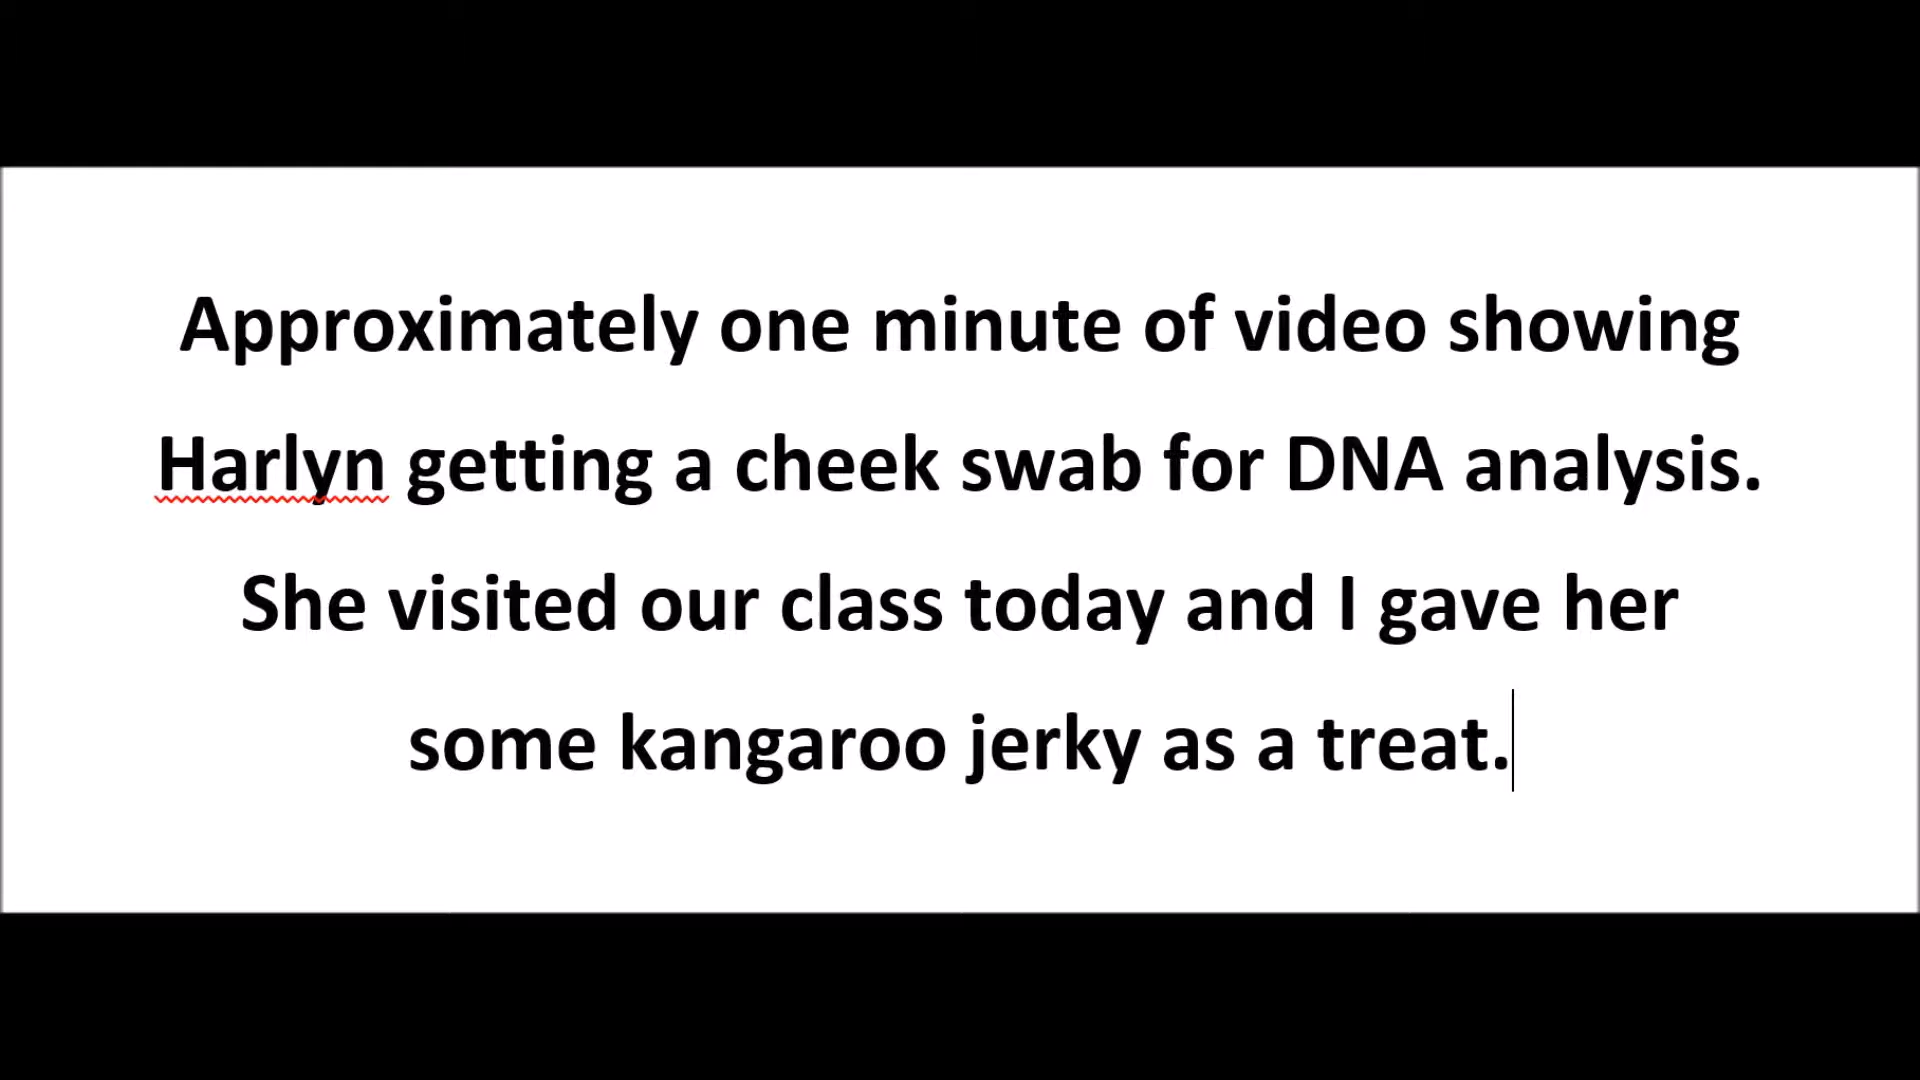 Approximately one minute of video showing
Harlyn getting a cheek swab for DNA analysis.
She visited our class today and I gave her
some kangaroo jerky as a treat.